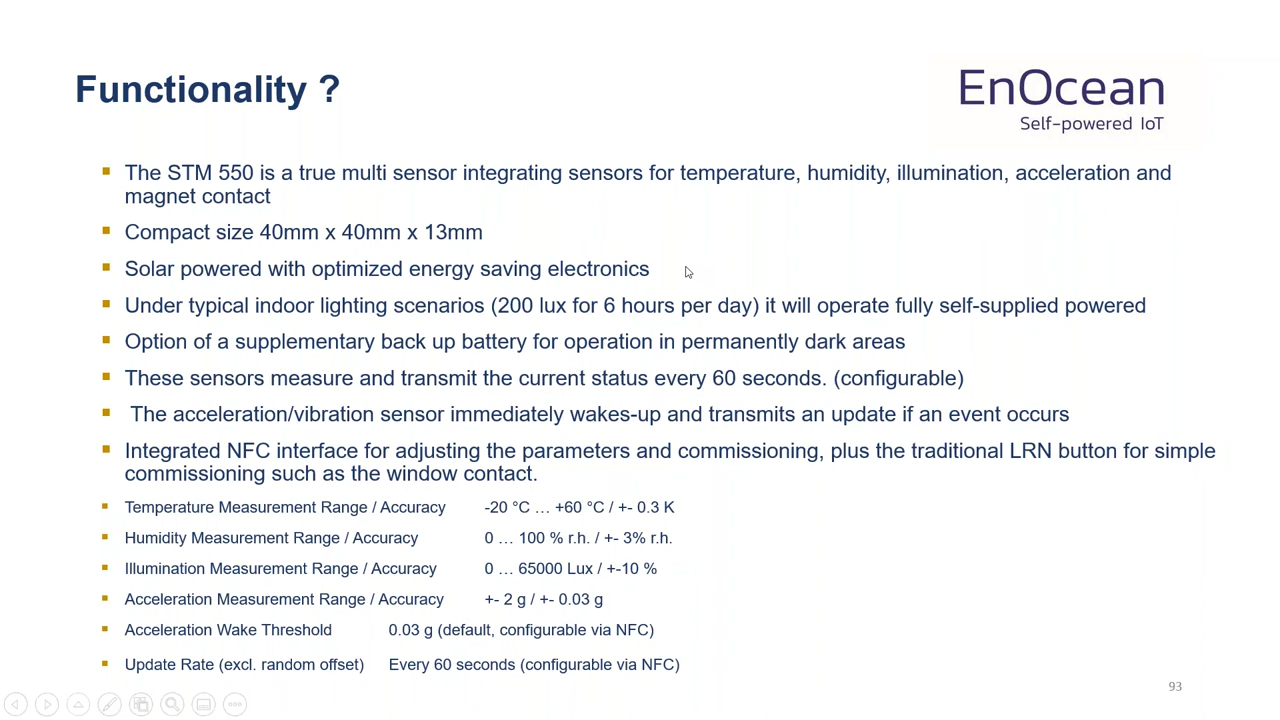 Functionality ?
EnOcean
Self-powered IoT
The STM 550 is a true multi sensor integrating sensors for temperature, humidity, illumination, acceleration and
magnet contact
Compact size 40mm x 40mm x 13mm
Solar powered with optimized energy saving electronics
Under typical indoor lighting scenarios (200 lux for 6 hours per day) it will operate fully self-supplied powered
Option of a supplementary back up battery for operation in permanently dark areas
These sensors measure and transmit the current status every 60 seconds. (configurable)
The acceleration/vibration sensor immediately wakes-up and transmits an update if an event occurs
Integrated NFC interface for adjusting the parameters and commissioning, plus the traditional LRN button for simple
commissioning such as the window contact.
Temperature Measurement Range / Accuracy -20 °C … +60 °C / +- 0.3 K
Humidity Measurement Range / Accuracy 0 … 100 % r.h. / +- 3% r.h.
Illumination Measurement Range / Accuracy 0 … 65000 Lux / +-10 %
Acceleration Measurement Range / Accuracy +- 2 g / +- 0.03 g
Acceleration Wake Threshold 0.03 g (default, configurable via NFC)
Update Rate (excl. random offset) Every 60 seconds (configurable via NFC)
93